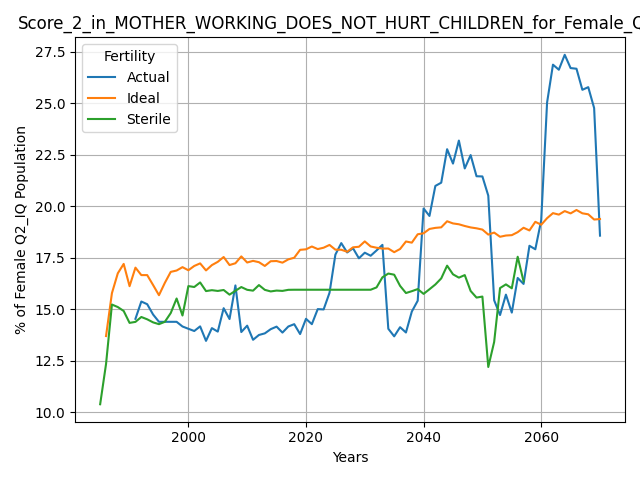 Score_2_in_MOTHER_WORKING_DOES_NOT_HURT_CHILDREN_for_Female_
Fertility
Actual
Ideal
Sterile
27.5
25.0
22.5
20.0
17.5
15.0
12.5
10.0
% of Female Q2_IQ Population
2000
2020
2040
2060
Years